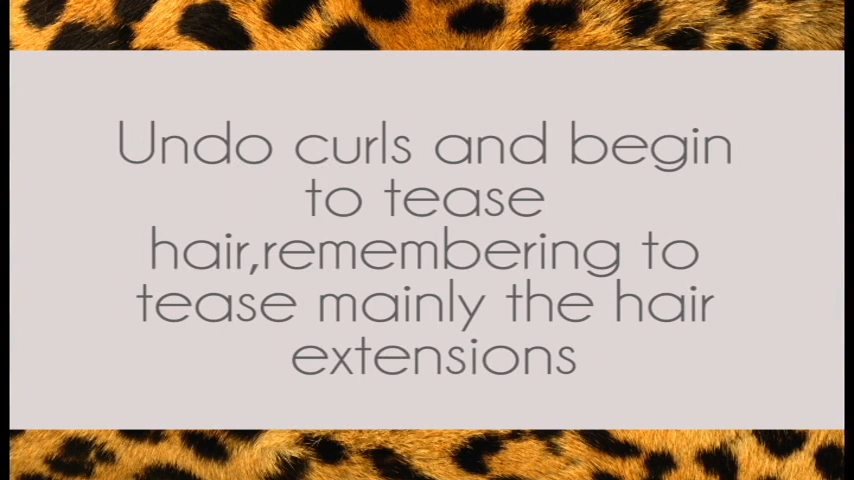 Undo curls and begin
to tease
hair,remembering to
tease mainly the hair
extensions